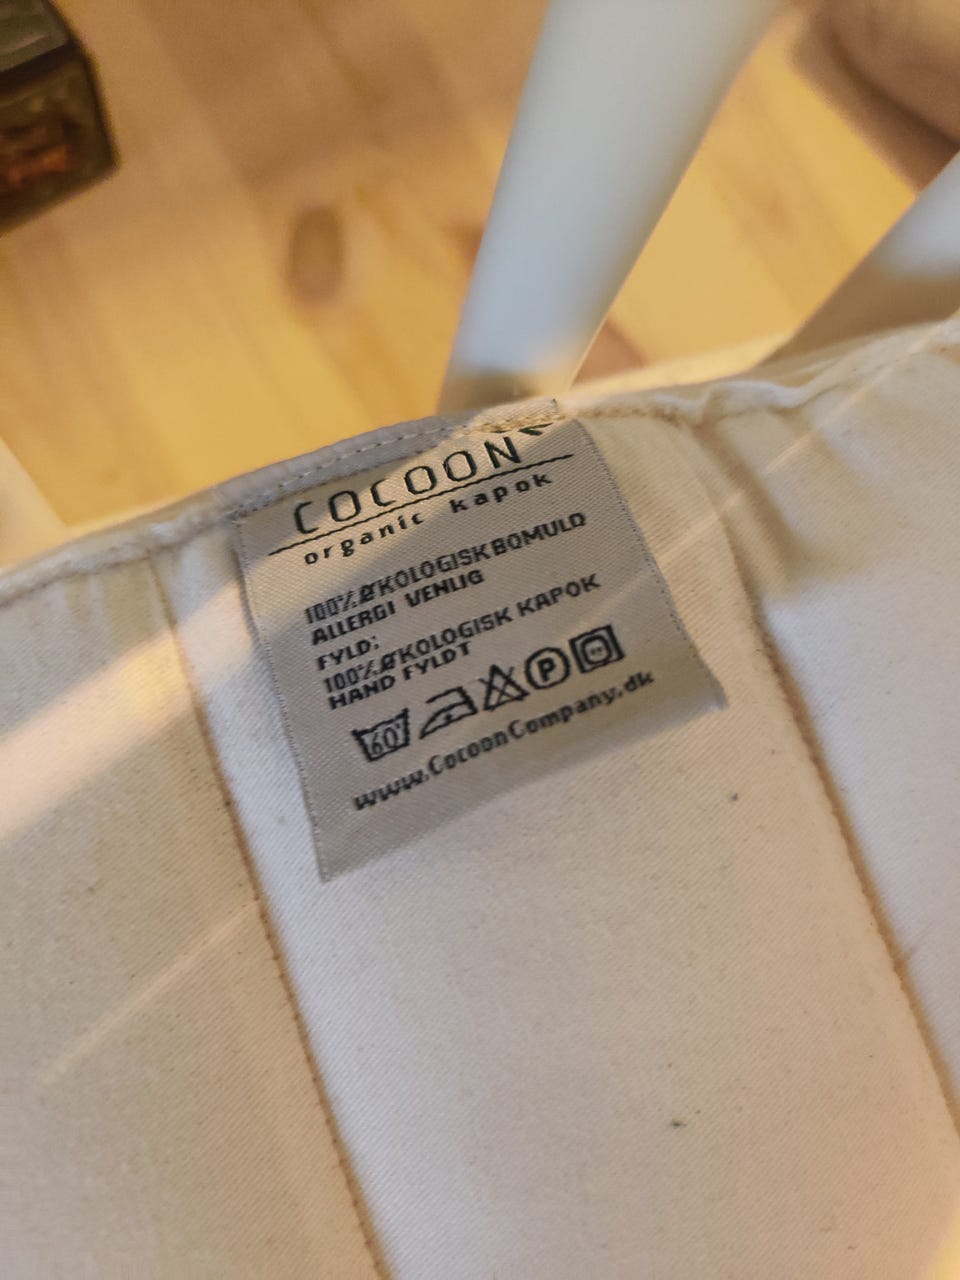 COCOON
organic kapok
100% ØKOLOGISK BOMULD
ALLERGI VENLIG
FYLD:
100% ØKOLOGISK KAPOK
HAND FYLDT
60° P
www.CocoonCompany.dk